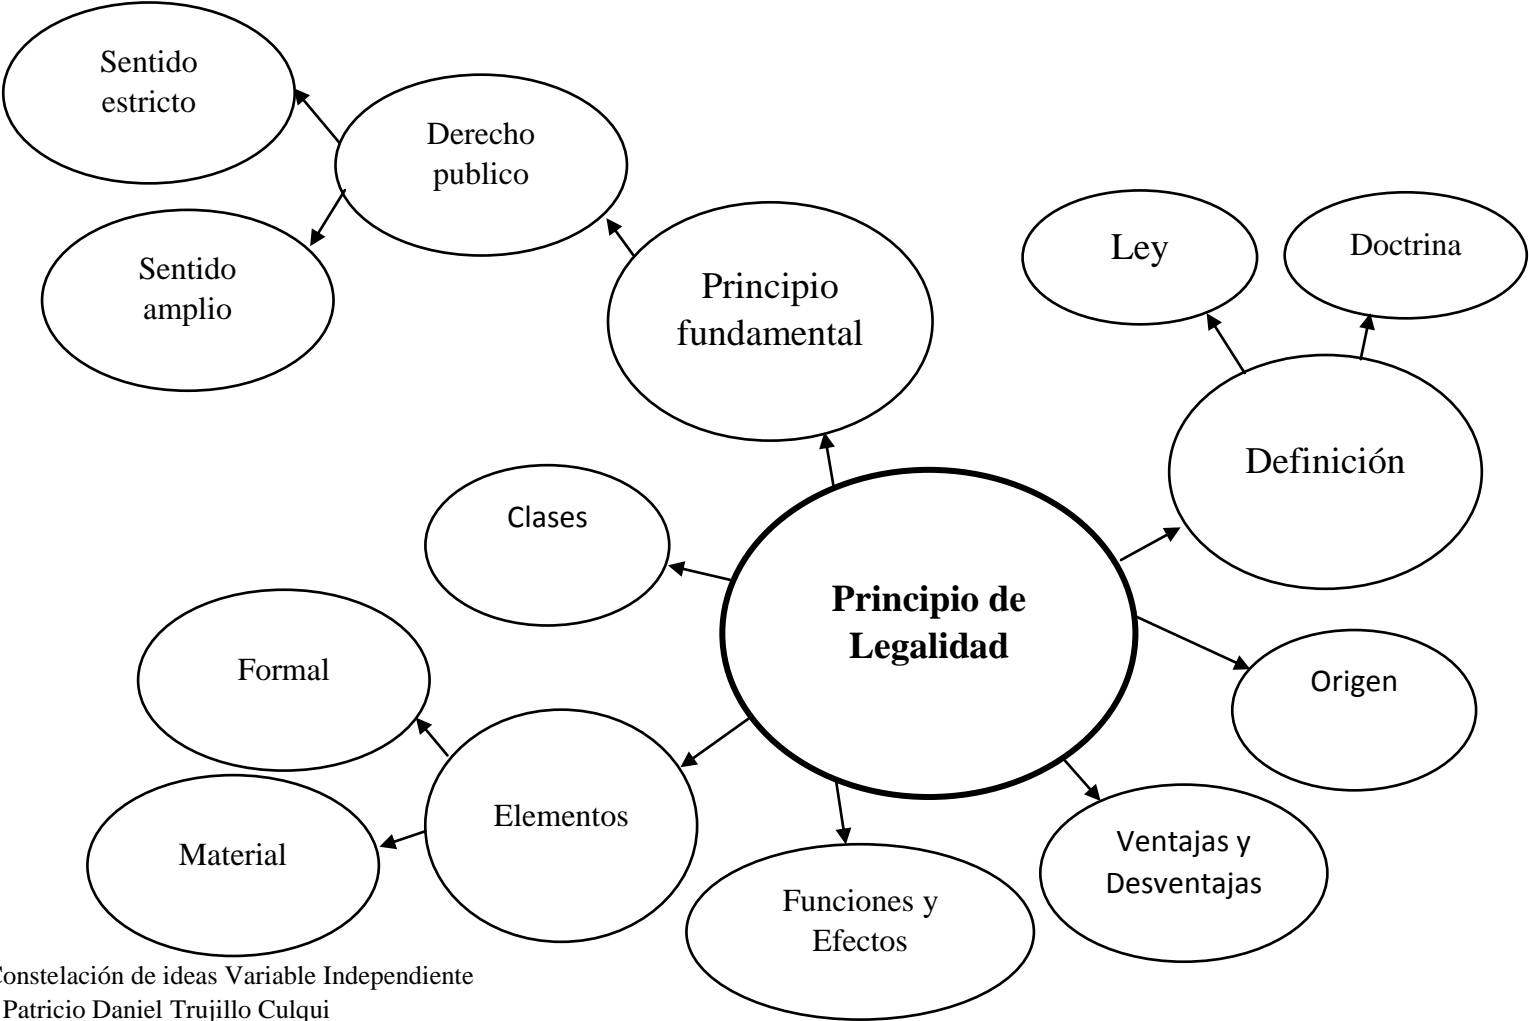 Sentido
estricto
Derecho
publico
Sentido
amplio
Principio
fundamental
Ley
Doctrina
Definición
Clases
Principio de
Legalidad
Formal
Origen
Elementos
Material
Ventajas y
Desventajas
Funciones y
Efectos
Constelación de ideas Variable Independiente
Patricio Daniel Trujillo Culqui